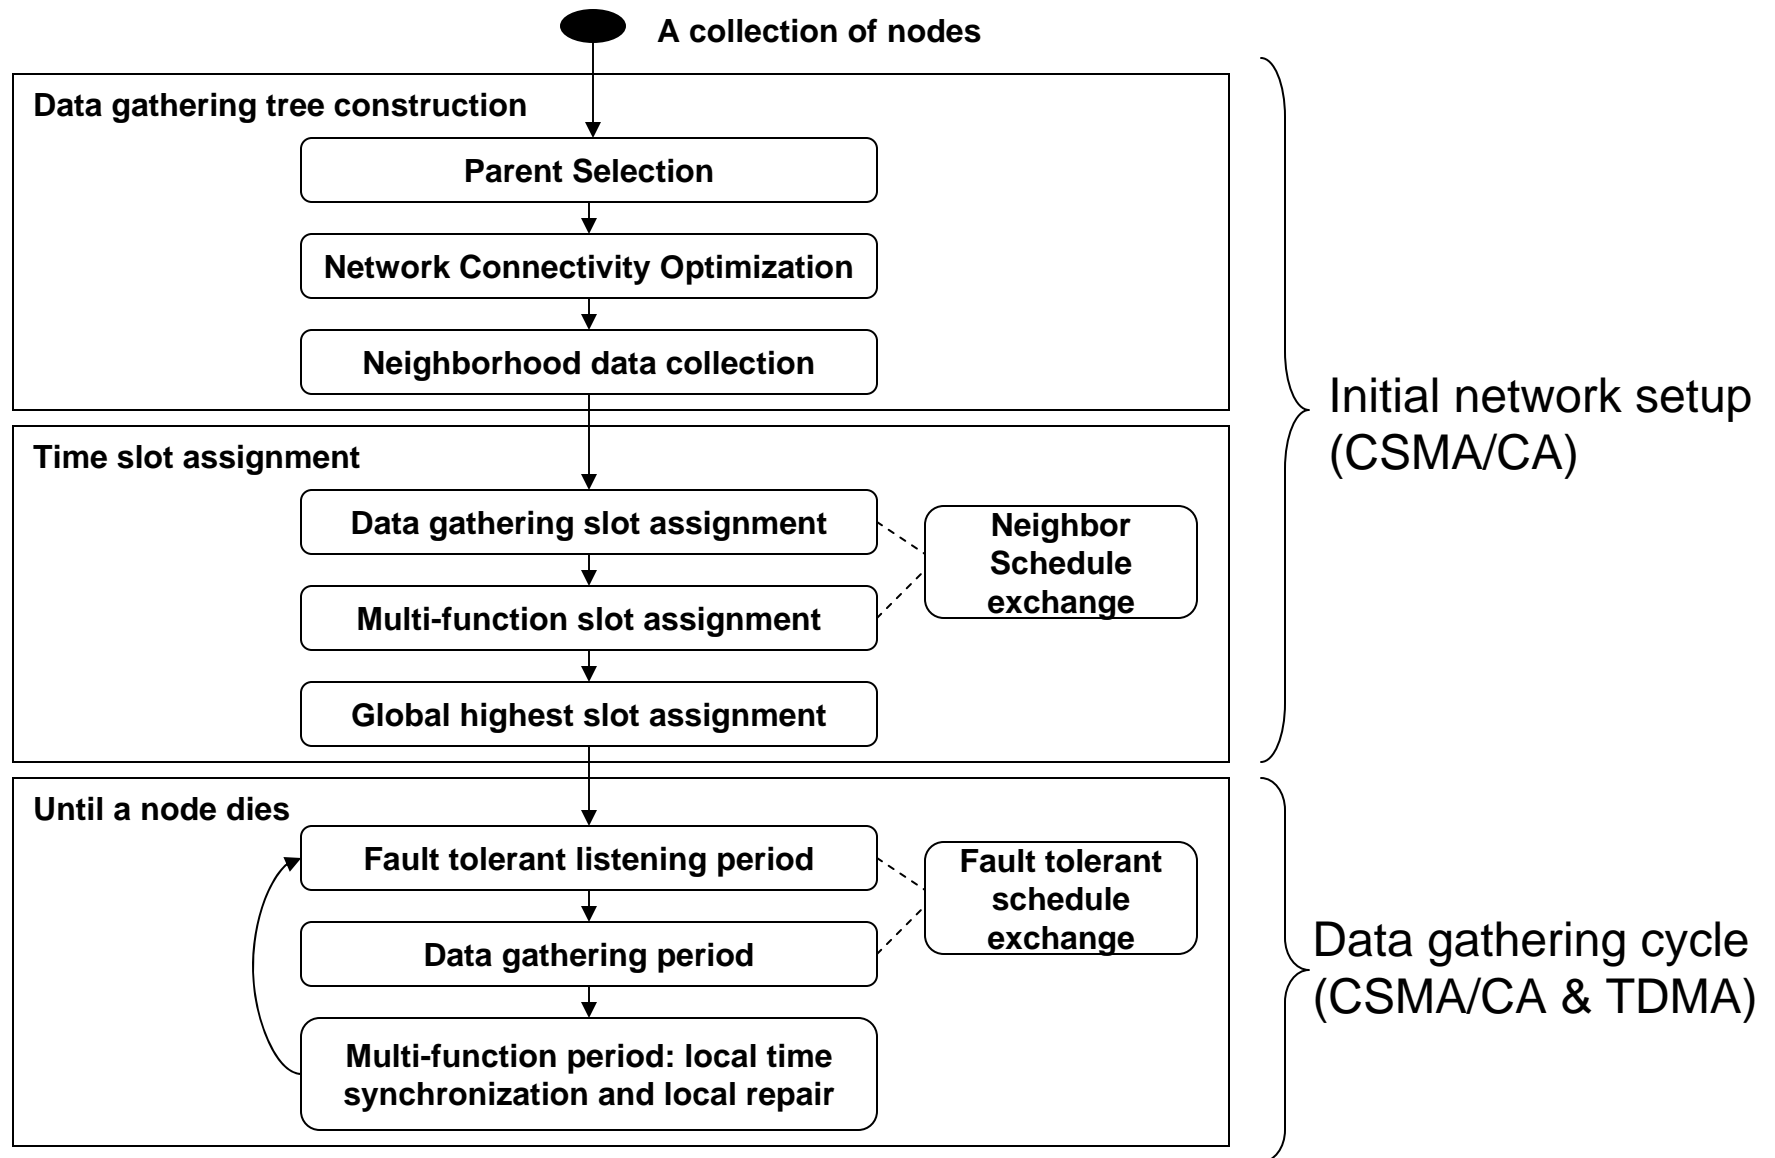 A collection of nodes
Data gathering tree construction
Parent Selection
Network Connectivity Optimization
Neighborhood data collection
Initial network setup
(CSMA/CA)
Time slot assignment
Data gathering slot assignment
Neighbor
Schedule
exchange
Multi-function slot assignment
Global highest slot assignment
Until a node dies
Fault tolerant listening period
Fault tolerant
schedule
exchange
Data gathering period
Multi-function period: local time
synchronization and local repair
Data gathering cycle
(CSMA/CA & TDMA)